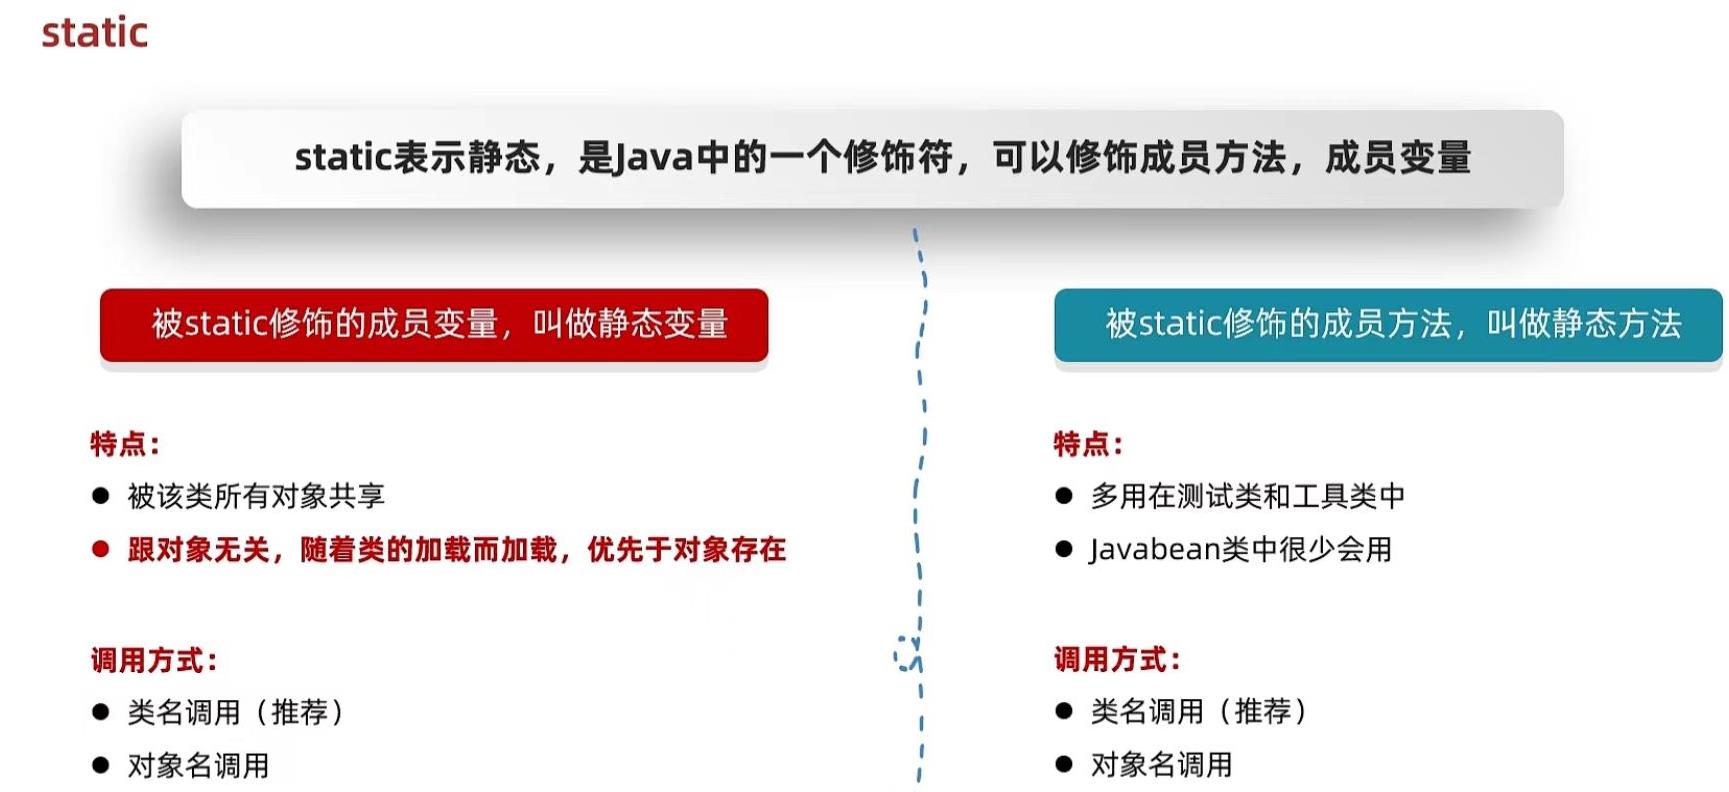 static
static表示静态，是Java中的一个修饰符，可以修饰成员方法，成员变量
被static修饰的成员变量，叫做静态变量
特点：
被该类所有对象共享
跟对象无关，随着类的加载而加载，优先于对象存在
调用方式：
类名调用（推荐）
对象名调用
被static修饰的成员方法，叫做静态方法
特点：
多用在测试类和工具类中
Javabean类中很少会用
调用方式：
类名调用（推荐）
对象名调用